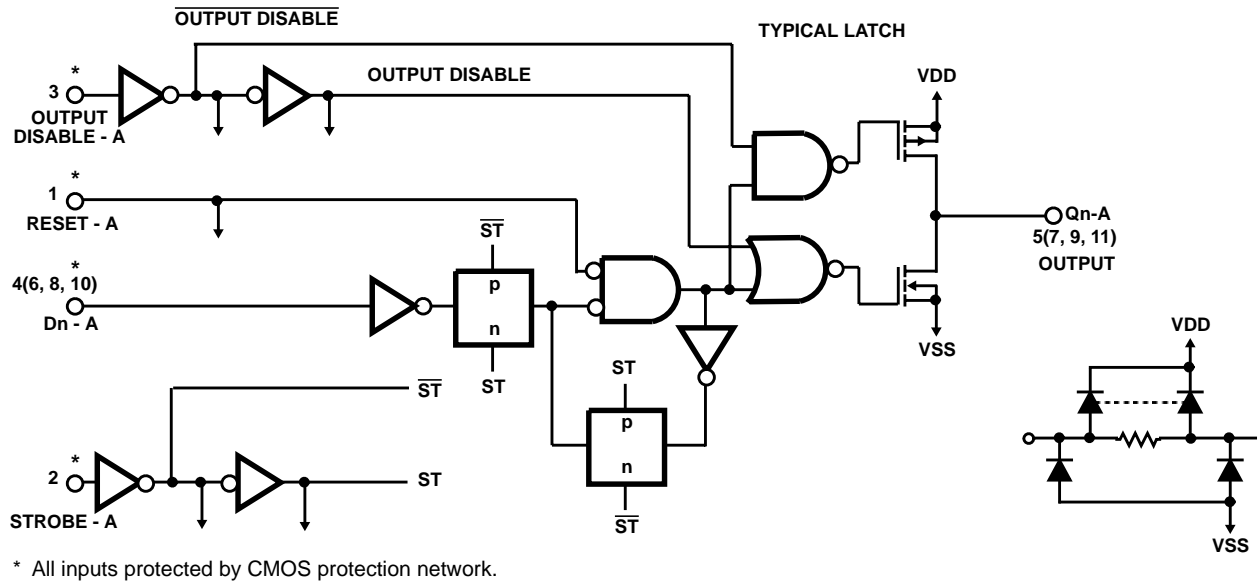 OUTPUT DISABLE
TYPICAL LATCH
*
3
OUTPUT
DISABLE - A
OUTPUT DISABLE
VDD
*
1
RESET - A
ST
p
n
ST
*
4(6, 8, 10)
Dn - A
Qn-A
5(7, 9, 11)
OUTPUT
VSS
ST
p
n
ST
ST
ST
*
2
STROBE - A
VDD
VSS
* All inputs protected by CMOS protection network.